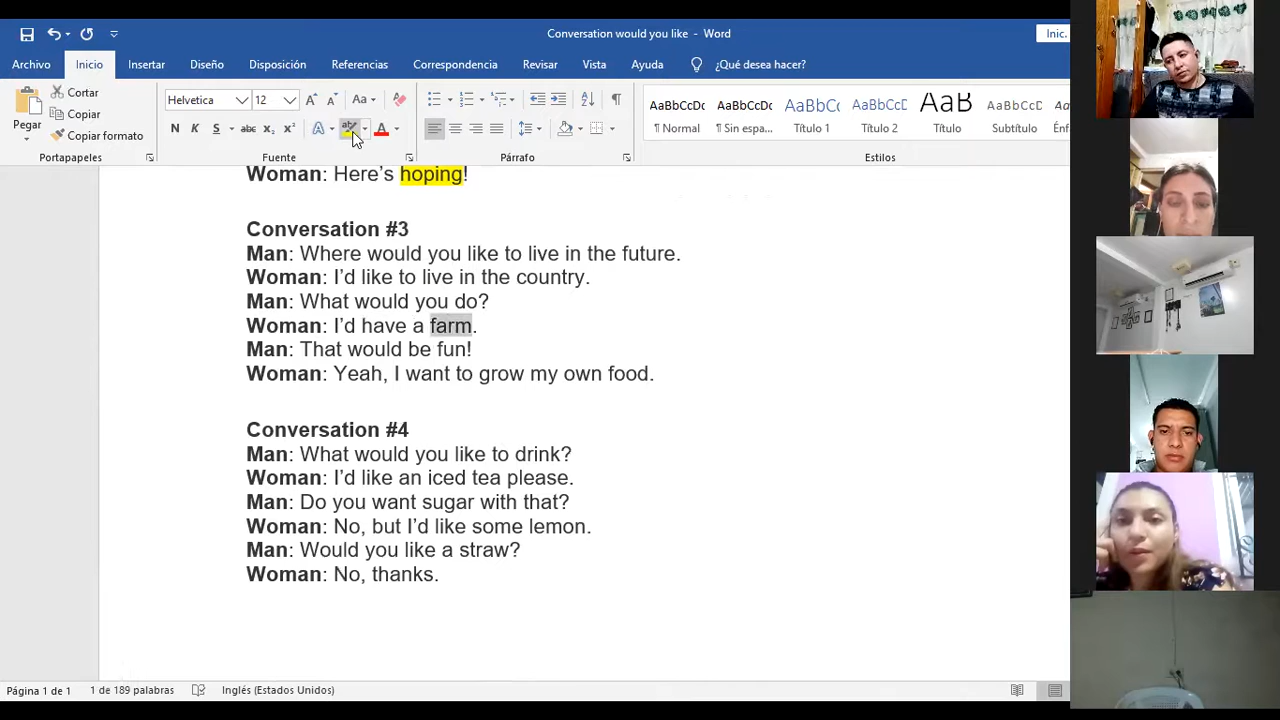 Conversation would you like - Word
Inic.
Archivo Inicio Insertar Diseño Disposición Referencias Correspondencia Revisar Vista Ayuda ¿Qué desea hacer?
Pegar
Cortar
Copiar
Copiar formato
Portapapeles
Helvetica 12
N K S abc x₂ x²
Fuente
Párrafo
AaBbCcDc ¶ Normal
AaBbCcDc ¶ Sin espa...
AaBbC Título 1
AaBbCcD Título 2
AaB Título
AaBbCcD Subtítulo
Estilos
Woman: Here’s hoping!
Conversation #3
Man: Where would you like to live in the future.
Woman: I’d like to live in the country.
Man: What would you do?
Woman: I’d have a farm.
Man: That would be fun!
Woman: Yeah, I want to grow my own food.
Conversation #4
Man: What would you like to drink?
Woman: I’d like an iced tea please.
Man: Do you want sugar with that?
Woman: No, but I’d like some lemon.
Man: Would you like a straw?
Woman: No, thanks.
Página 1 de 1 1 de 189 palabras Inglés (Estados Unidos)